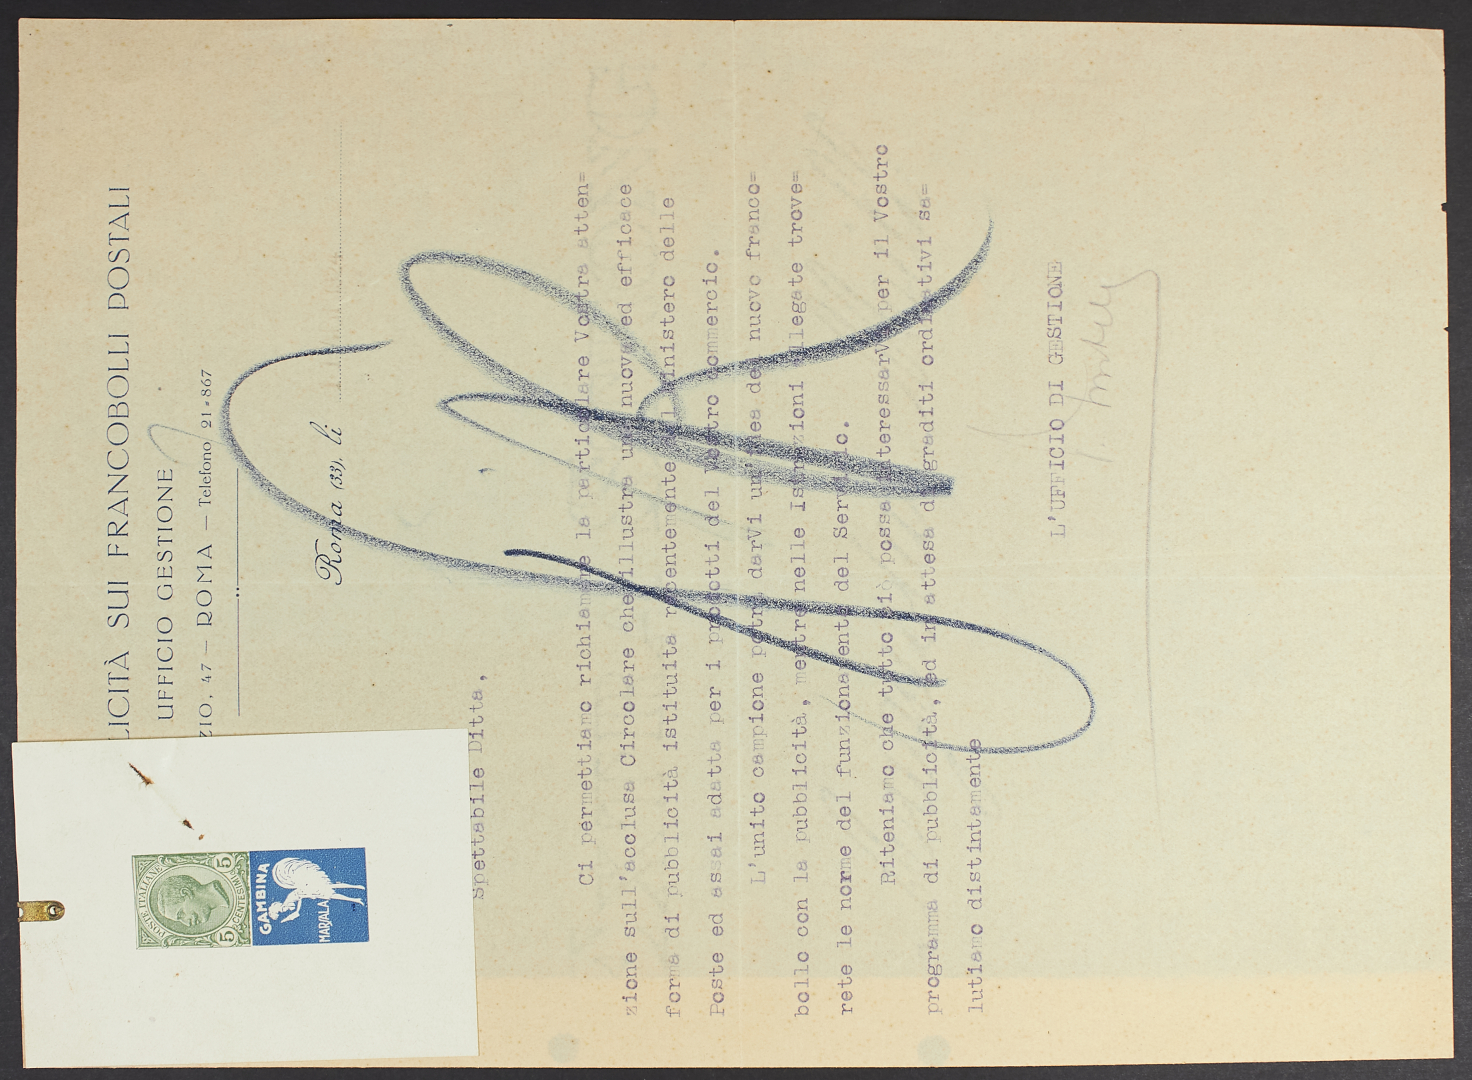 LICITÀ SUI FRANCOBOLLI POSTALI
UFFICIO GESTIONE
ZIO, 47 — ROMA — Telefono 21-867
Roma (33), li
Spettabile Ditta,
Ci permettiamo richiamare la particolare Vostra atten=
zione sull'acclusa Circolare che illustra una nuova ed efficace
forma di pubblicità istituita recentemente dal Ministero delle
Poste ed assai adatta per i prodotti del Vostro commercio.
L'unito campione potrà darVi un'idea del nuovo franco=
bollo con la pubblicità, mentre nelle Istruzioni allegate trove=
rete le norme del funzionamento del Servizio.
Riteniamo che tutto ciò possa interessarVi per il Vostro
programma di pubblicità, ed in attesa di graditi ordinativi sa=
lutiamo distintamente
L'UFFICIO DI GESTIONE
POSTE ITALIANE
5 CENTESIMI 5
GAMBINA
MARSALA